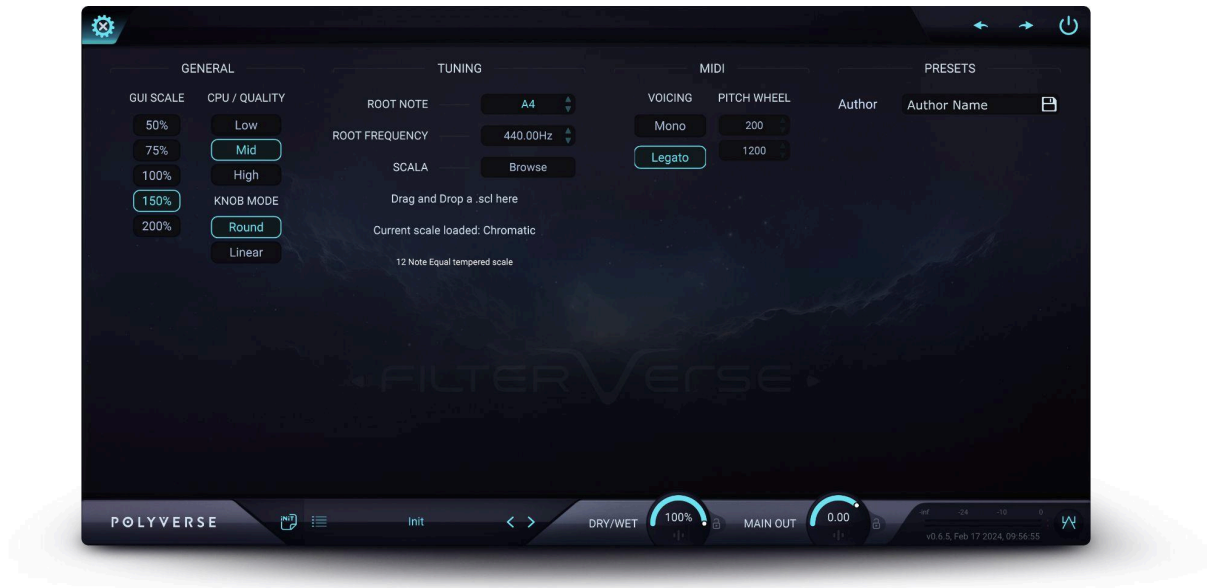 GENERAL
GUI SCALE
CPU / QUALITY
50%
75%
100%
150%
200%
Low
Mid
High
KNOB MODE
Round
Linear
TUNING
ROOT NOTE A4
ROOT FREQUENCY 440.00Hz
SCALA Browse
Drag and Drop a .scl here
Current scale loaded: Chromatic
12 Note Equal tempered scale
MIDI
VOICING
Mono
Legato
PITCH WHEEL
200
1200
PRESETS
Author Author Name
FILTERVERSE
POLYVERSE
INIT
Init
DRY/WET 100%
MAIN OUT 0.00
-inf -24 -10 0
v0.6.5, Feb 17 2024, 09:56:55